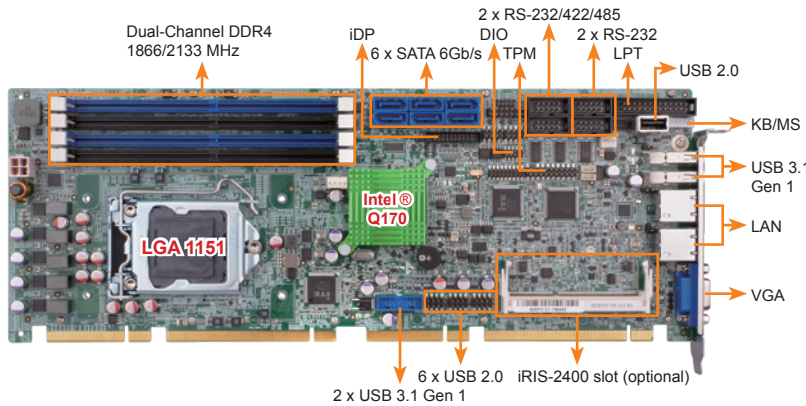 Dual-Channel DDR4
1866/2133 MHz
iDP
6 x SATA 6Gb/s
DIO
TPM
2 x RS-232/422/485
2 x RS-232
LPT
USB 2.0
KB/MS
USB 3.1
Gen 1
LAN
VGA
Intel ®
Q170
LGA 1151
2 x USB 3.1 Gen 1
6 x USB 2.0
iRIS-2400 slot (optional)